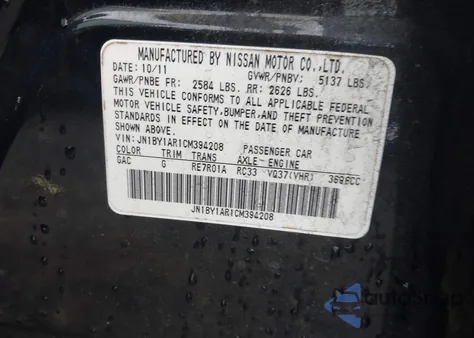 MANUFACTURED BY NISSAN MOTOR CO.,LTD.
DATE: 10/11 GVWR/PNBV: 5137 LBS
GAWR/PNBE FR: 2584 LBS. RR: 2626 LBS.
THIS VEHICLE CONFORMS TO ALL APPLICABLE FEDERAL
MOTOR VEHICLE SAFETY, BUMPER, AND THEFT PREVENTION
STANDARDS IN EFFECT ON THE DATE OF MANUFACTURE
SHOWN ABOVE.
VIN: JN1BY1AR1CM394208 PASSENGER CAR
COLOR TRIM TRANS AXLE-ENGINE
GAC G RE7R01A RC33 VQ37(VHR) 3696CC
JN1BY1AR1CM394208
autosnap